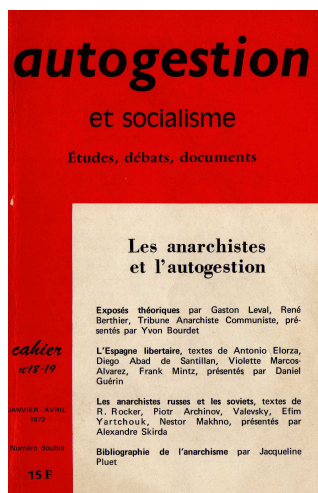 autogestion
et socialisme
Études, débats, documents
Les anarchistes
et l'autogestion
Exposés théoriques par Gaston Leval, René
Berthier, Tribune Anarchiste Communiste, pré-
sentés par Yvon Bourdet
L'Espagne libertaire, textes de Antonio Elorza,
Diego Abad de Santillan, Violette Marcos-
Alvarez, Frank Mintz, présentés par Daniel
Guérin
Les anarchistes russes et les soviets, textes de
R. Rocker, Piotr Archinov, Valevsky, Efim
Yartchouk, Nestor Makhno, présentés par
Alexandre Skirda
Bibliographie de l'anarchisme par Jacqueline
Pluet
cahier
n°18-19
JANVIER - AVRIL
1972
Numéro double
15 F